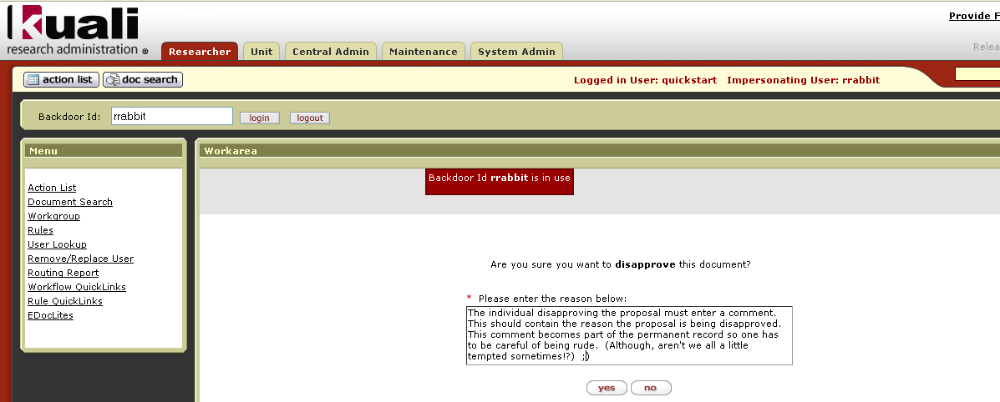 kuali
research administration ®
Provide F
Relea
Researcher Unit Central Admin Maintenance System Admin
action list doc search Logged in User: quickstart Impersonating User: rrabbit
Backdoor Id: rrabbit login logout
Menu
Action List
Document Search
Workgroup
Rules
User Lookup
Remove/Replace User
Routing Report
Workflow QuickLinks
Rule QuickLinks
EDocLites
Workarea
Backdoor Id rrabbit is in use
Are you sure you want to disapprove this document?
* Please enter the reason below:
The individual disapproving the proposal must enter a comment.
This should contain the reason the proposal is being disapproved.
This comment becomes part of the permanent record so one has
to be careful of being rude. (Although, aren't we all a little
tempted sometimes!?) ;)
yes no